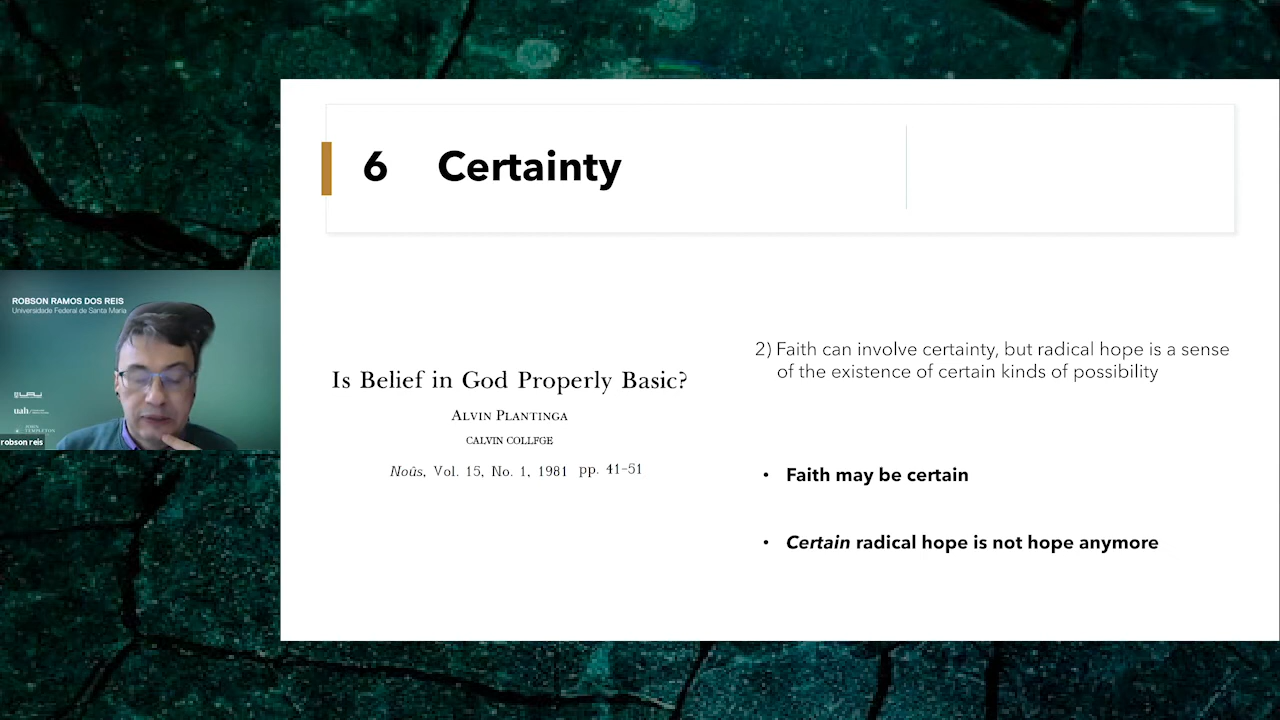 6 Certainty
ROBSON RAMOS DOS REIS
Universidade Federal de Santa Maria
uah
JOHN
TEMPLETON
robson reis
Is Belief in God Properly Basic?
ALVIN PLANTINGA
CALVIN COLLFGE
Noûs, Vol. 15, No. 1, 1981 pp. 41-51
2) Faith can involve certainty, but radical hope is a sense
of the existence of certain kinds of possibility
• Faith may be certain
• Certain radical hope is not hope anymore